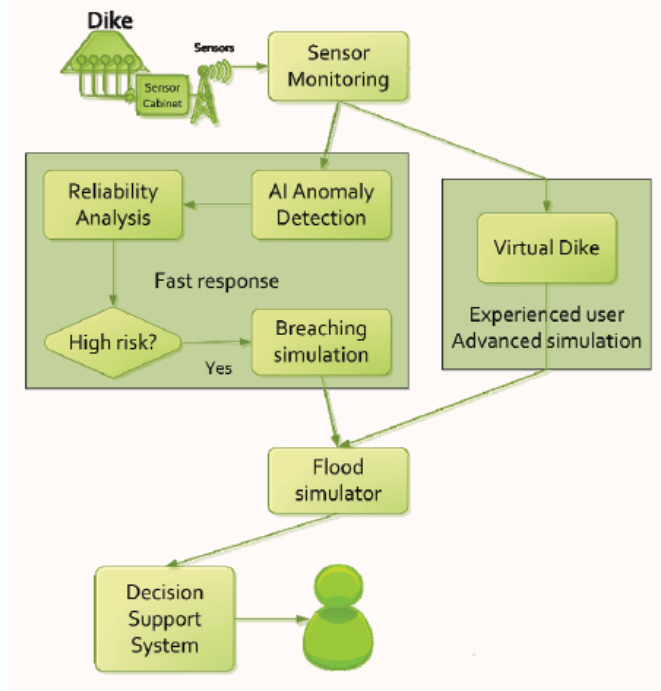 Dike
Sensors
Sensor
Cabinet
Sensor
Monitoring
Reliability
Analysis
AI Anomaly
Detection
Fast response
High risk?
Yes
Breaching
simulation
Virtual Dike
Experienced user
Advanced simulation
Flood
simulator
Decision
Support
System